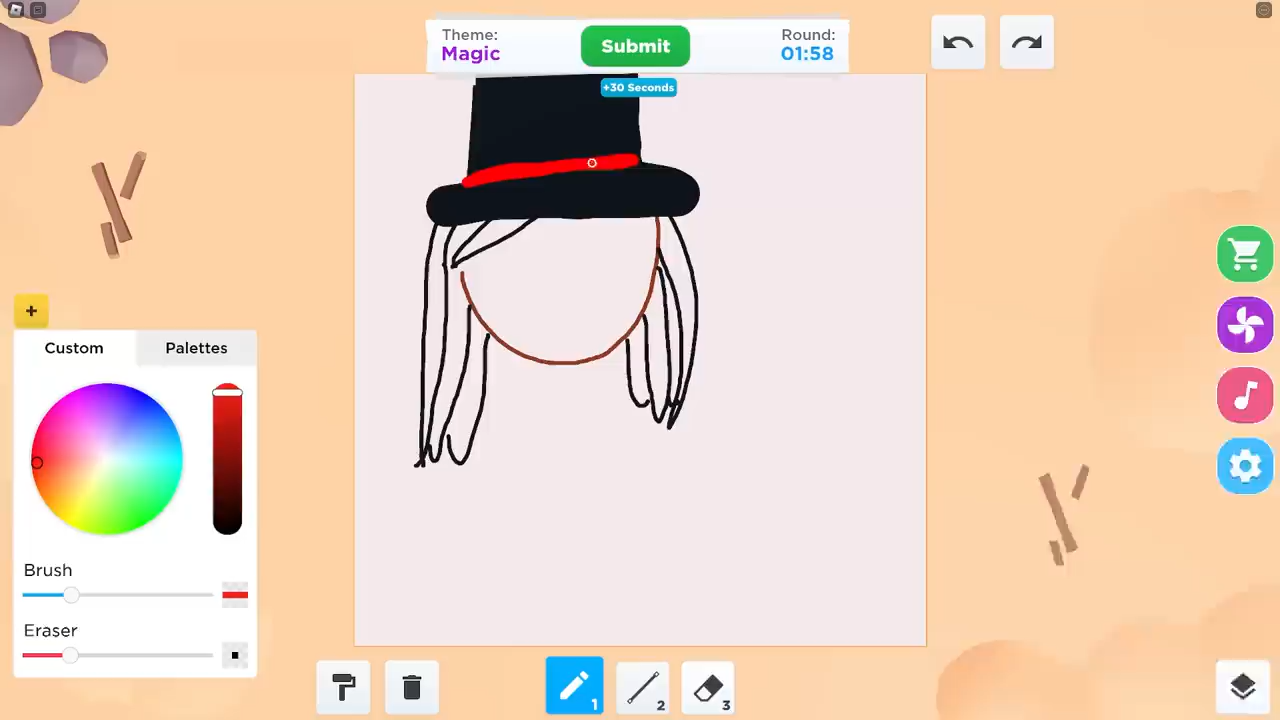 Theme:
Magic
Submit
Round:
01:58
+30 Seconds
+
Custom
Palettes
Brush
Eraser
1
2
3